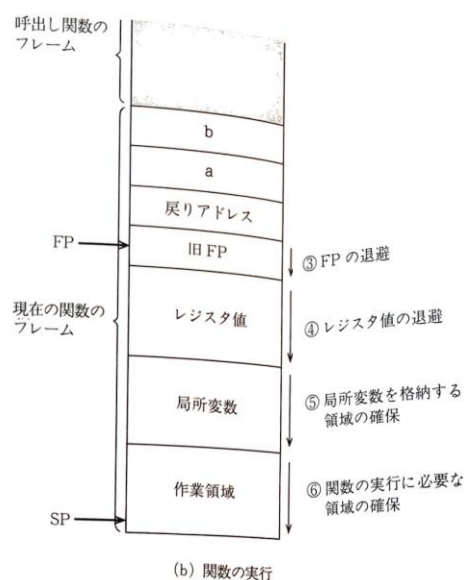 呼出し関数の
フレーム
b
a
戻りアドレス
FP
旧FP
③FPの退避
現在の関数の
フレーム
レジスタ値
④レジスタ値の退避
局所変数
⑤局所変数を格納する
領域の確保
作業領域
⑥関数の実行に必要な
領域の確保
SP
(b) 関数の実行